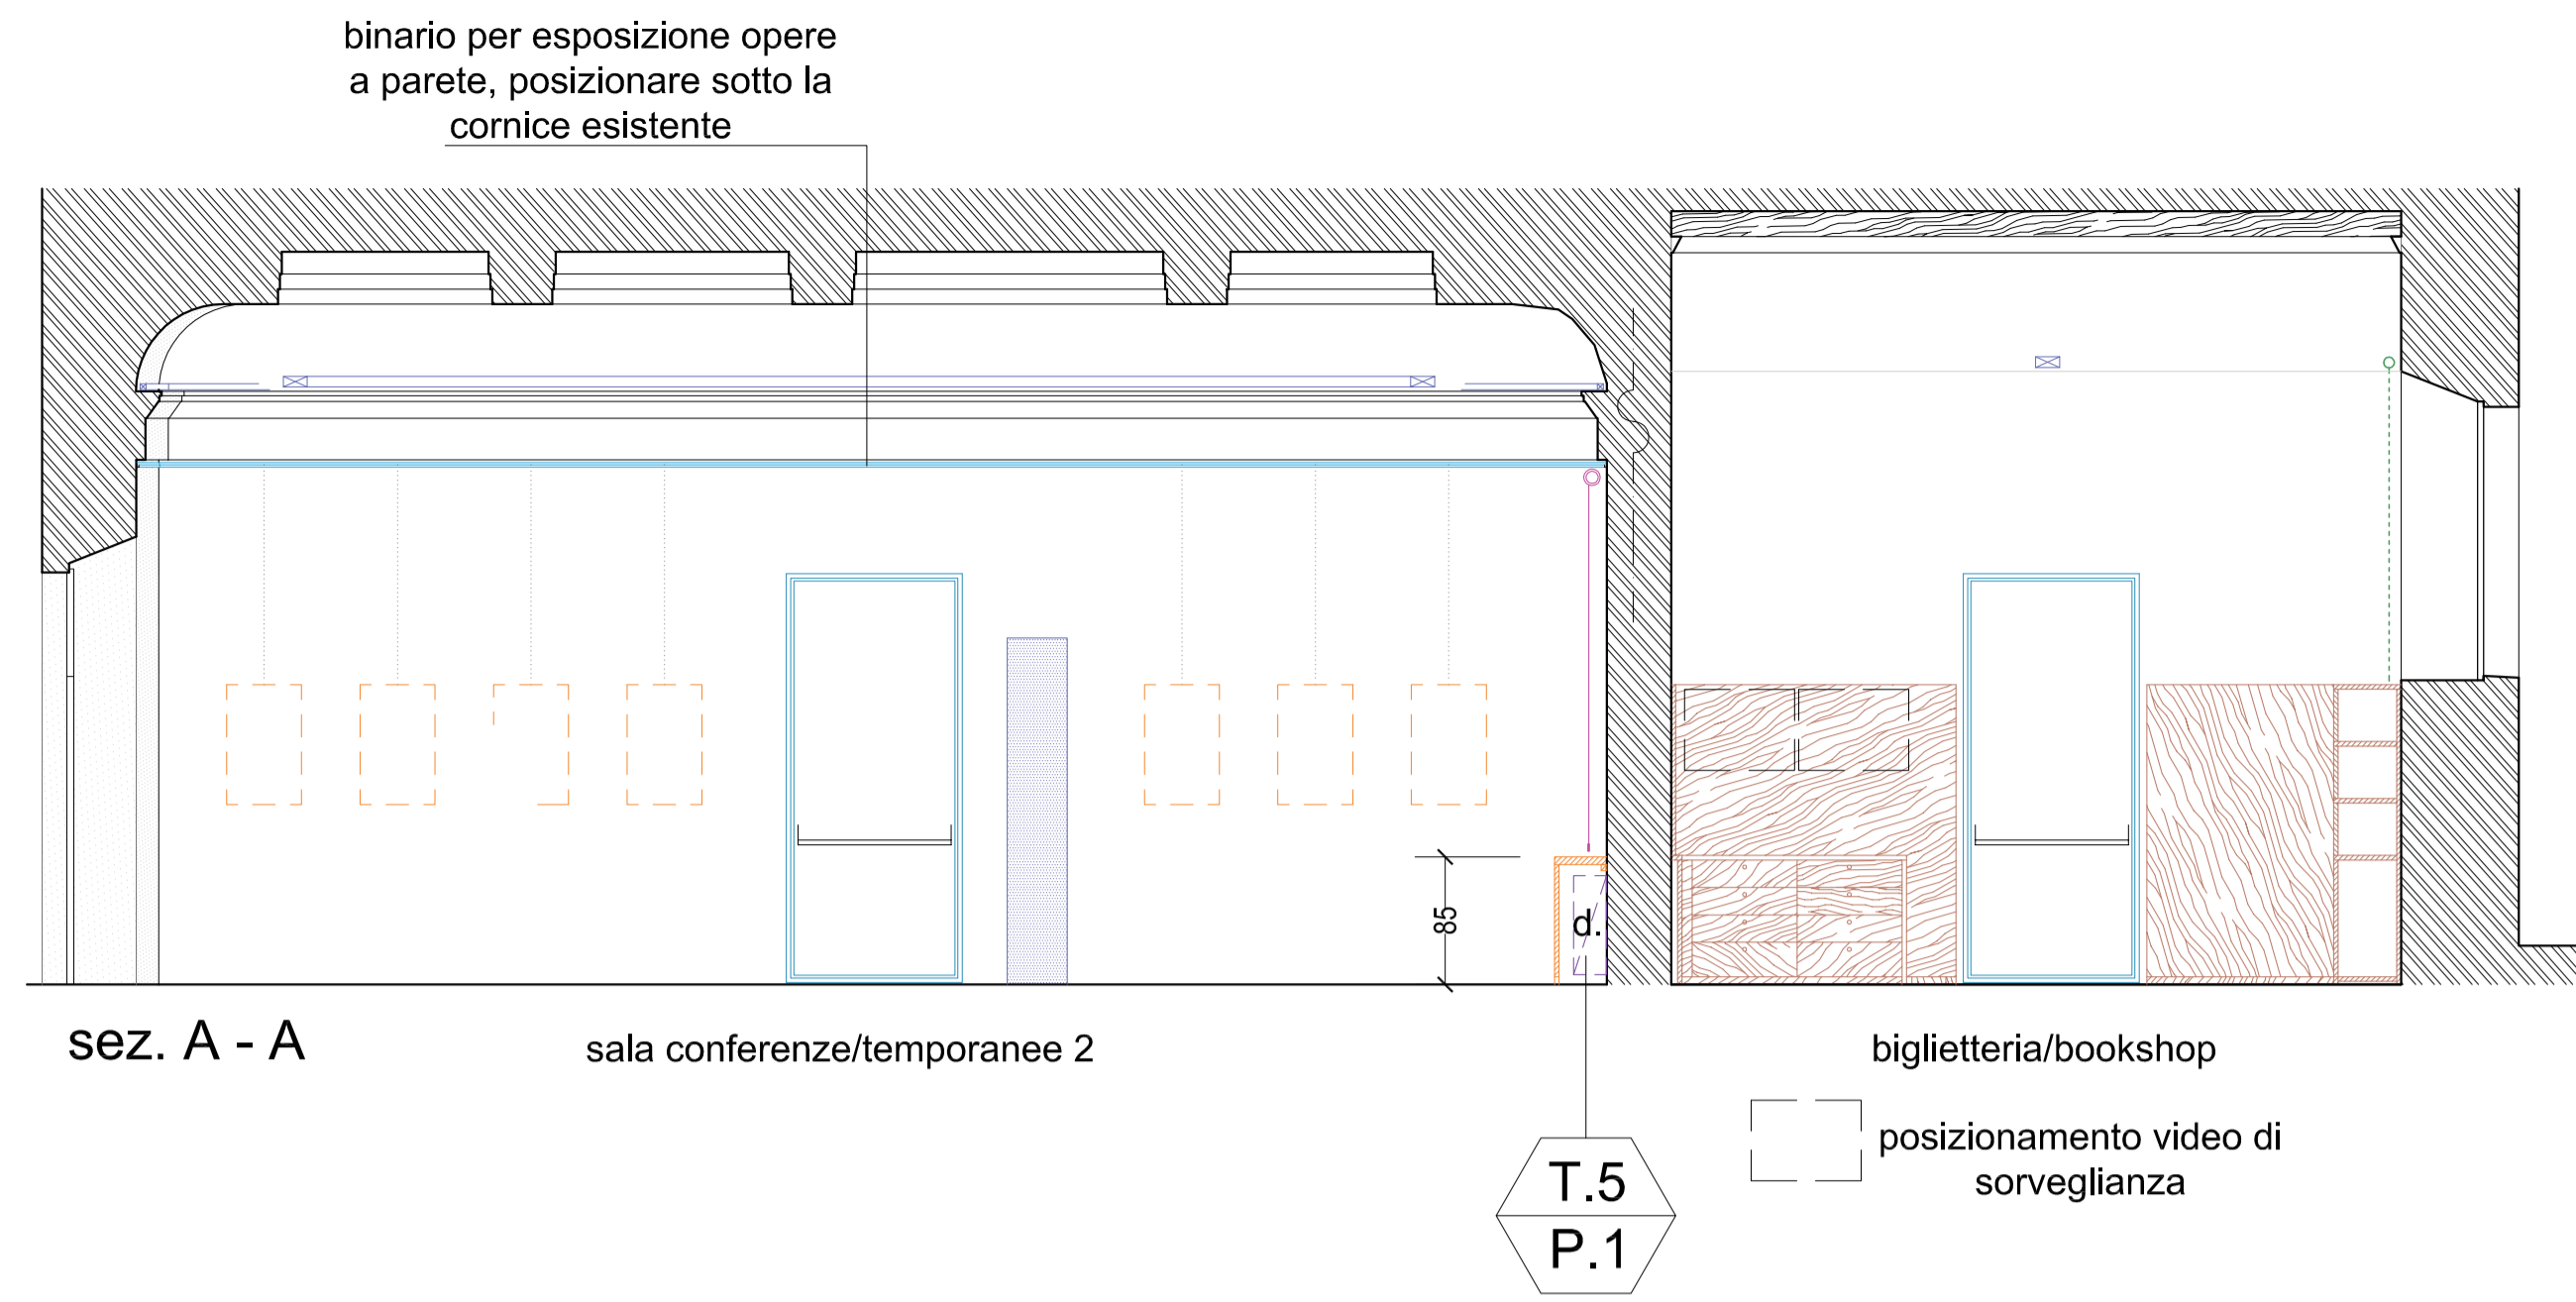 binario per esposizione opere
a parete, posizionare sotto la
cornice esistente
85
d.
sez. A - A
sala conferenze/temporanee 2
biglietteria/bookshop
posizionamento video di
sorveglianza
T.5
P.1